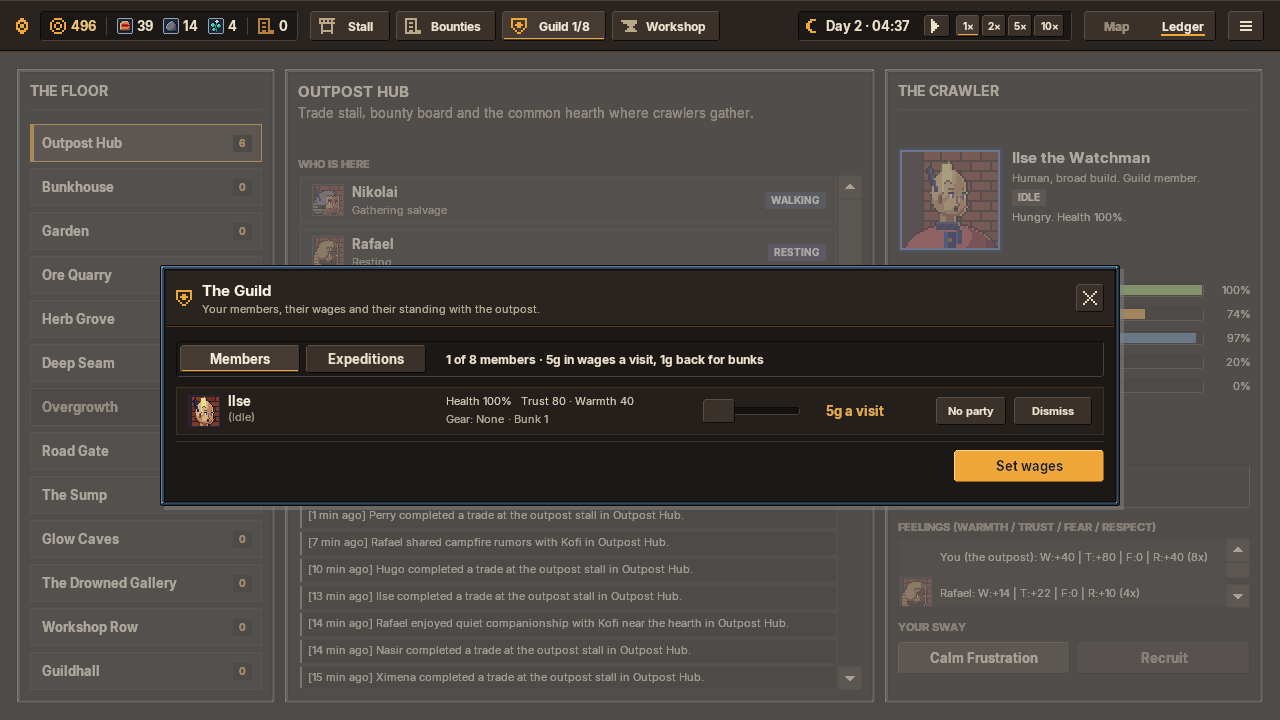 496 39 14 4 0 Stall Bounties Guild 1/8 Workshop Day 2 · 04:37 1x 2x 5x 10x Map Ledger
THE FLOOR
Outpost Hub 6
Bunkhouse 0
Garden 0
Ore Quarry
Herb Grove
Deep Seam
Overgrowth
Road Gate
The Sump
Glow Caves 0
The Drowned Gallery 0
Workshop Row 0
Guildhall 0
OUTPOST HUB
Trade stall, bounty board and the common hearth where crawlers gather.
WHO IS HERE
Nikolai
Gathering salvage
WALKING
Rafael
Resting
RESTING
THE CRAWLER
Ilse the Watchman
Human, broad build. Guild member.
IDLE
Hungry. Health 100%.
100%
74%
97%
20%
0%
The Guild
Your members, their wages and their standing with the outpost.
Members Expeditions 1 of 8 members · 5g in wages a visit, 1g back for bunks
Ilse
(Idle)
Health 100% Trust 80 · Warmth 40
Gear: None · Bunk 1
5g a visit No party Dismiss
Set wages
[1 min ago] Perry completed a trade at the outpost stall in Outpost Hub.
[7 min ago] Rafael shared campfire rumors with Kofi in Outpost Hub.
[10 min ago] Hugo completed a trade at the outpost stall in Outpost Hub.
[13 min ago] Ilse completed a trade at the outpost stall in Outpost Hub.
[14 min ago] Rafael enjoyed quiet companionship with Kofi near the hearth in Outpost Hub.
[14 min ago] Nasir completed a trade at the outpost stall in Outpost Hub.
[15 min ago] Ximena completed a trade at the outpost stall in Outpost Hub.
FEELINGS (WARMTH / TRUST / FEAR / RESPECT)
You (the outpost): W:+40 | T:+80 | F:0 | R:+40 (8x)
Rafael: W:+14 | T:+22 | F:0 | R:+10 (4x)
YOUR SWAY
Calm Frustration Recruit